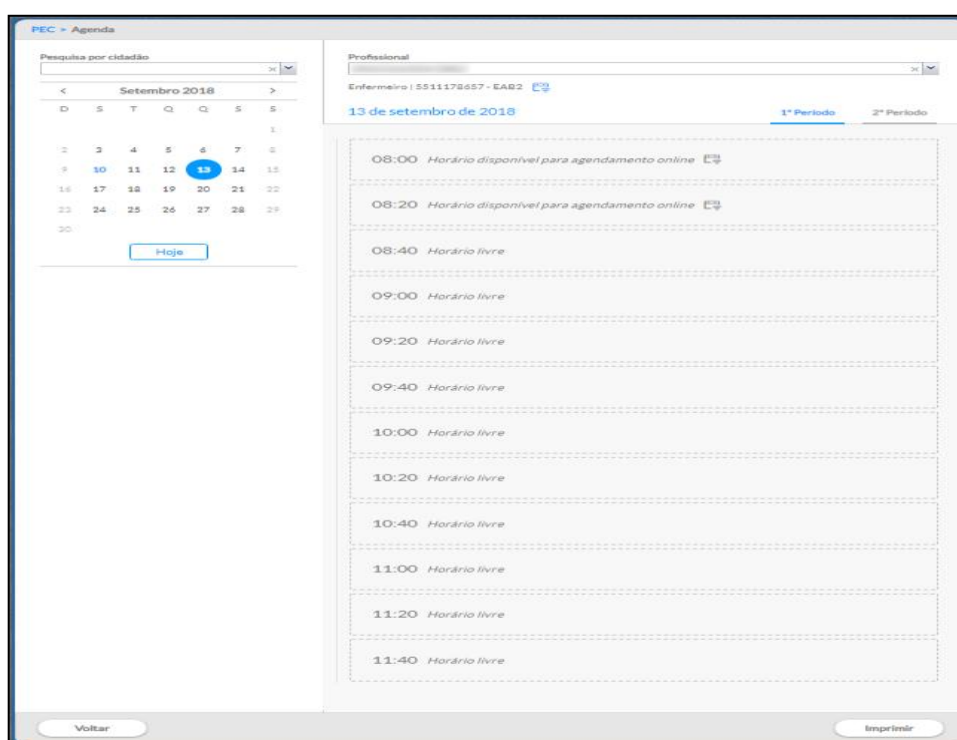 PEC > Agenda
Pesquisa por cidadão
Setembro 2018
D S T Q Q S S
1
2 3 4 5 6 7 8
9 10 11 12 13 14 15
16 17 18 19 20 21 22
23 24 25 26 27 28 29
30
Hoje
Profissional
Enfermeiro | 5511178657 - EAB2
13 de setembro de 2018
1º Período 2º Período
08:00 Horário disponível para agendamento online
08:20 Horário disponível para agendamento online
08:40 Horário livre
09:00 Horário livre
09:20 Horário livre
09:40 Horário livre
10:00 Horário livre
10:20 Horário livre
10:40 Horário livre
11:00 Horário livre
11:20 Horário livre
11:40 Horário livre
Voltar
Imprimir